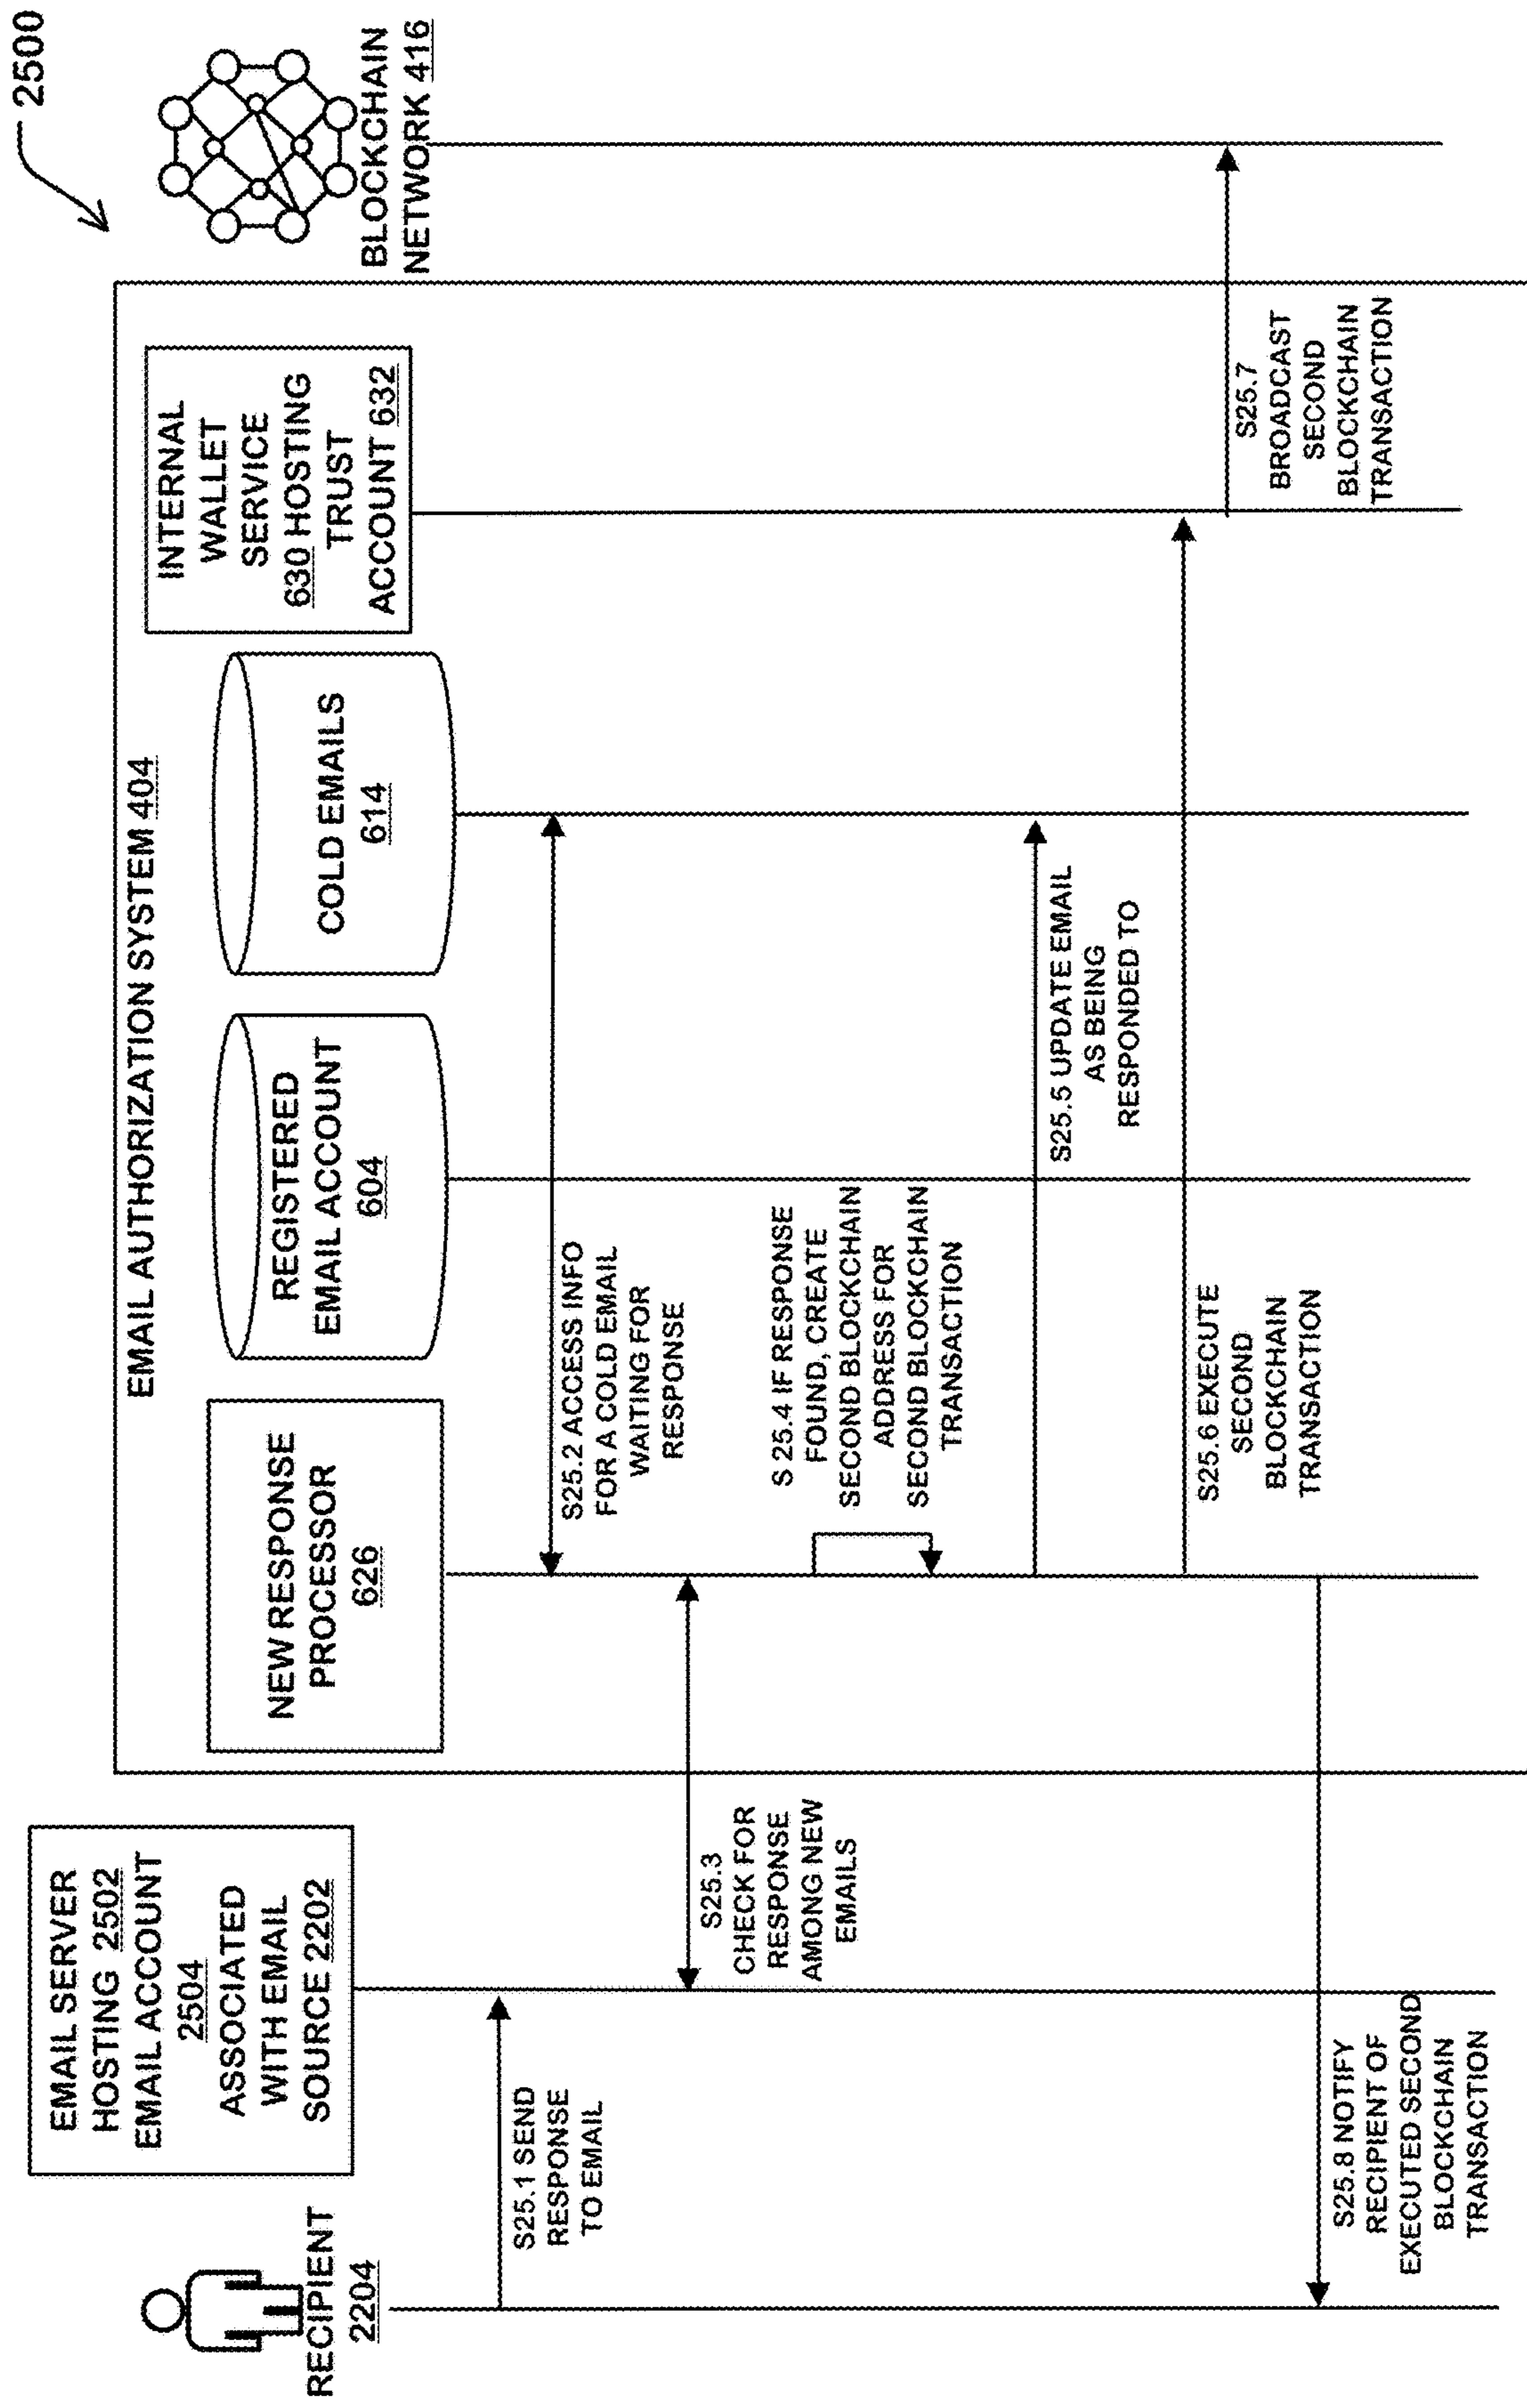 2500
RECIPIENT
2204
EMAIL SERVER
HOSTING 2502
EMAIL ACCOUNT
2504
ASSOCIATED
WITH EMAIL
SOURCE 2202
EMAIL AUTHORIZATION SYSTEM 404
NEW RESPONSE
PROCESSOR
626
REGISTERED
EMAIL ACCOUNT
604
COLD EMAILS
614
INTERNAL
WALLET
SERVICE
630 HOSTING
TRUST
ACCOUNT 632
BLOCKCHAIN
NETWORK 416
S25.1 SEND
RESPONSE
TO EMAIL
S25.2 ACCESS INFO
FOR A COLD EMAIL
WAITING FOR
RESPONSE
S25.3
CHECK FOR
RESPONSE
AMONG NEW
EMAILS
S 25.4 IF RESPONSE
FOUND, CREATE
SECOND BLOCKCHAIN
ADDRESS FOR
SECOND BLOCKCHAIN
TRANSACTION
S25.5 UPDATE EMAIL
AS BEING
RESPONDED TO
S25.6 EXECUTE
SECOND
BLOCKCHAIN
TRANSACTION
S25.7
BROADCAST
SECOND
BLOCKCHAIN
TRANSACTION
S25.8 NOTIFY
RECIPIENT OF
EXECUTED SECOND
BLOCKCHAIN
TRANSACTION